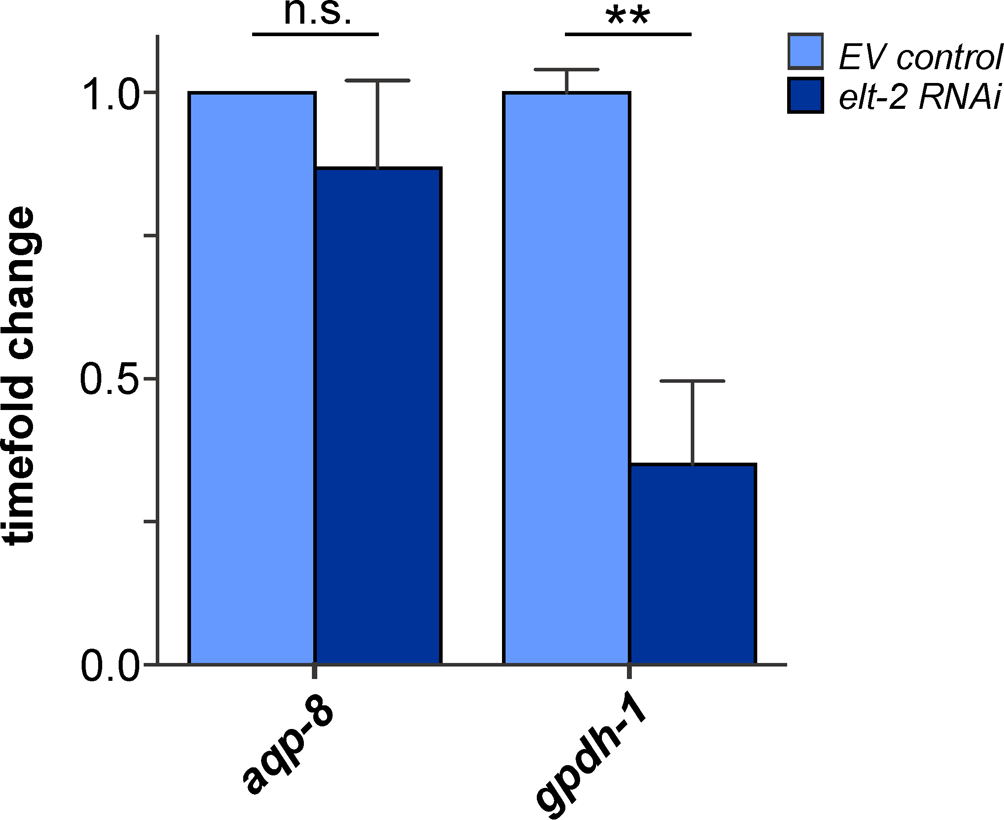 n.s.
**
EV control
elt-2 RNAi
timefold change
1.0
0.5
0.0
aqp-8
gpdh-1